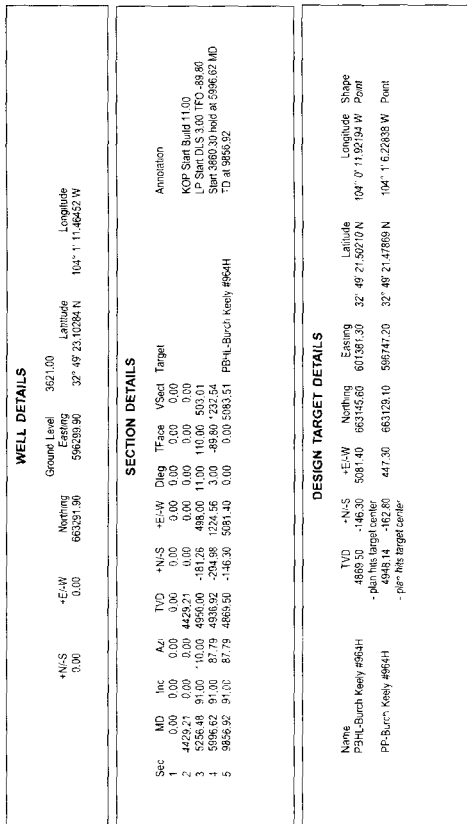 WELL DETAILS
Ground Level 3621.00
+N/-S +E/-W Northing Easting Latitude Longitude
0.00 0.00 663291.90 596299.90 32° 49' 23.10284 N 104° 1' 11.46452 W
SECTION DETAILS
Sec MD Inc Azi TVD +N/-S +E/-W Dleg TFace VSect Target Annotation
1 0.00 0.00 0.00 0.00 0.00 0.00 0.00 0.00 0.00
2 4429.21 0.00 0.00 4429.21 0.00 0.00 0.00 0.00 0.00 KOP Start Build 11.00
3 5256.48 91.00 110.00 4950.00 -181.26 498.00 11.00 110.00 503.01 LP Start DLS 3.00 TFO -89.80
4 5996.62 91.00 87.79 4936.92 -294.98 1224.56 3.00 -89.80 1232.54 Start 3860.30 hold at 5996.62 MD
5 9856.92 91.00 87.79 4869.50 -146.30 5081.40 0.00 0.00 5083.51 PBHL-Burch Keely #964H TD at 9856.92
DESIGN TARGET DETAILS
Name TVD +N/-S +E/-W Northing Easting Latitude Longitude Shape
PBHL-Burch Keely #964H 4869.50 -146.30 5081.40 663145.60 601381.30 32° 49' 21.50210 N 104° 0' 11.92194 W Point
- plan hits target center
PP-Burch Keely #964H 4948.14 -162.80 447.30 663129.10 596747.20 32° 49' 21.47869 N 104° 1' 6.22838 W Point
- plan hits target center